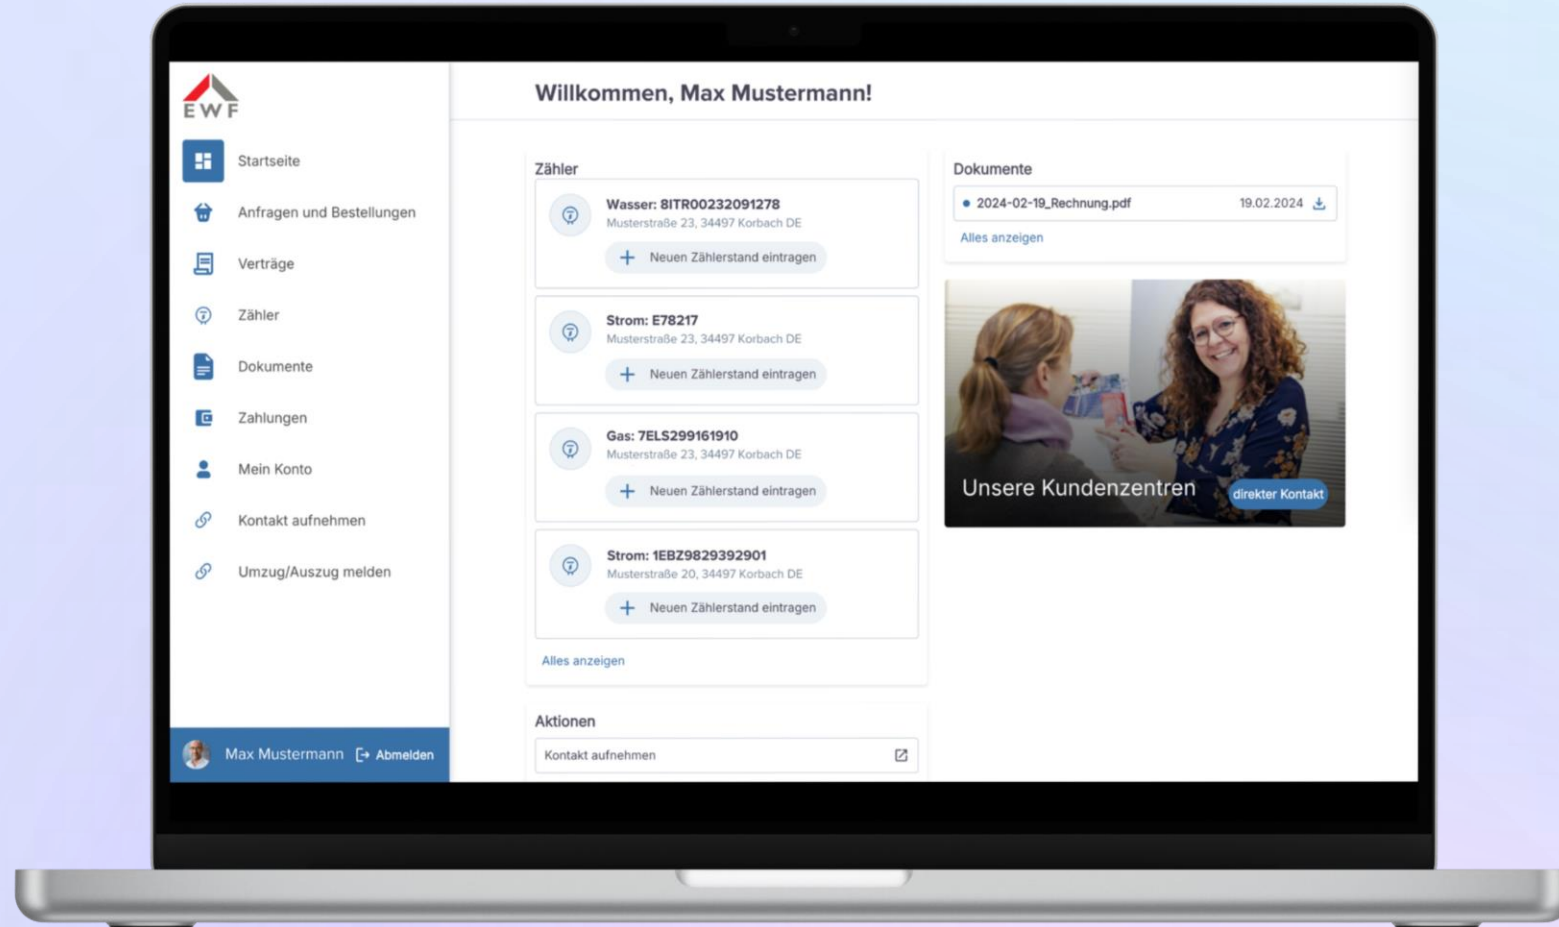 EWF
Startseite
Anfragen und Bestellungen
Verträge
Zähler
Dokumente
Zahlungen
Mein Konto
Kontakt aufnehmen
Umzug/Auszug melden
Max Mustermann Abmelden
Willkommen, Max Mustermann!
Zähler
Wasser: 8ITR00232091278
Musterstraße 23, 34497 Korbach DE
+ Neuen Zählerstand eintragen
Strom: E78217
Musterstraße 23, 34497 Korbach DE
+ Neuen Zählerstand eintragen
Gas: 7ELS299161910
Musterstraße 23, 34497 Korbach DE
+ Neuen Zählerstand eintragen
Strom: 1EBZ9829392901
Musterstraße 20, 34497 Korbach DE
+ Neuen Zählerstand eintragen
Alles anzeigen
Aktionen
Kontakt aufnehmen
Dokumente
2024-02-19_Rechnung.pdf 19.02.2024
Alles anzeigen
Unsere Kundenzentren
direkter Kontakt